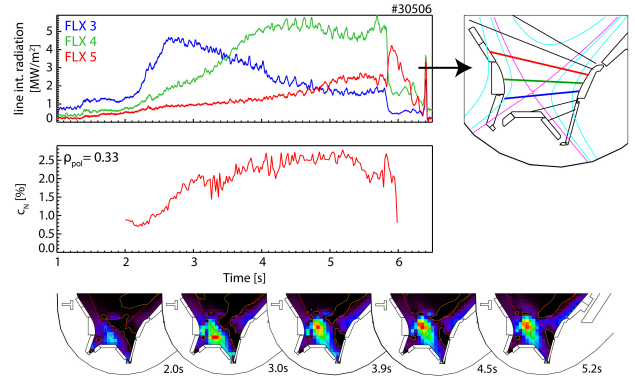 #30506
line int. radiation
[MW/m²]
5
4
3
2
1
0
FLX 3
FLX 4
FLX 5
c_N [%]
2.5
2.0
1.5
1.0
0.5
0.0
ρ_pol = 0.33
1 2 3 4 5 6
Time [s]
2.0s 3.0s 3.9s 4.5s 5.2s